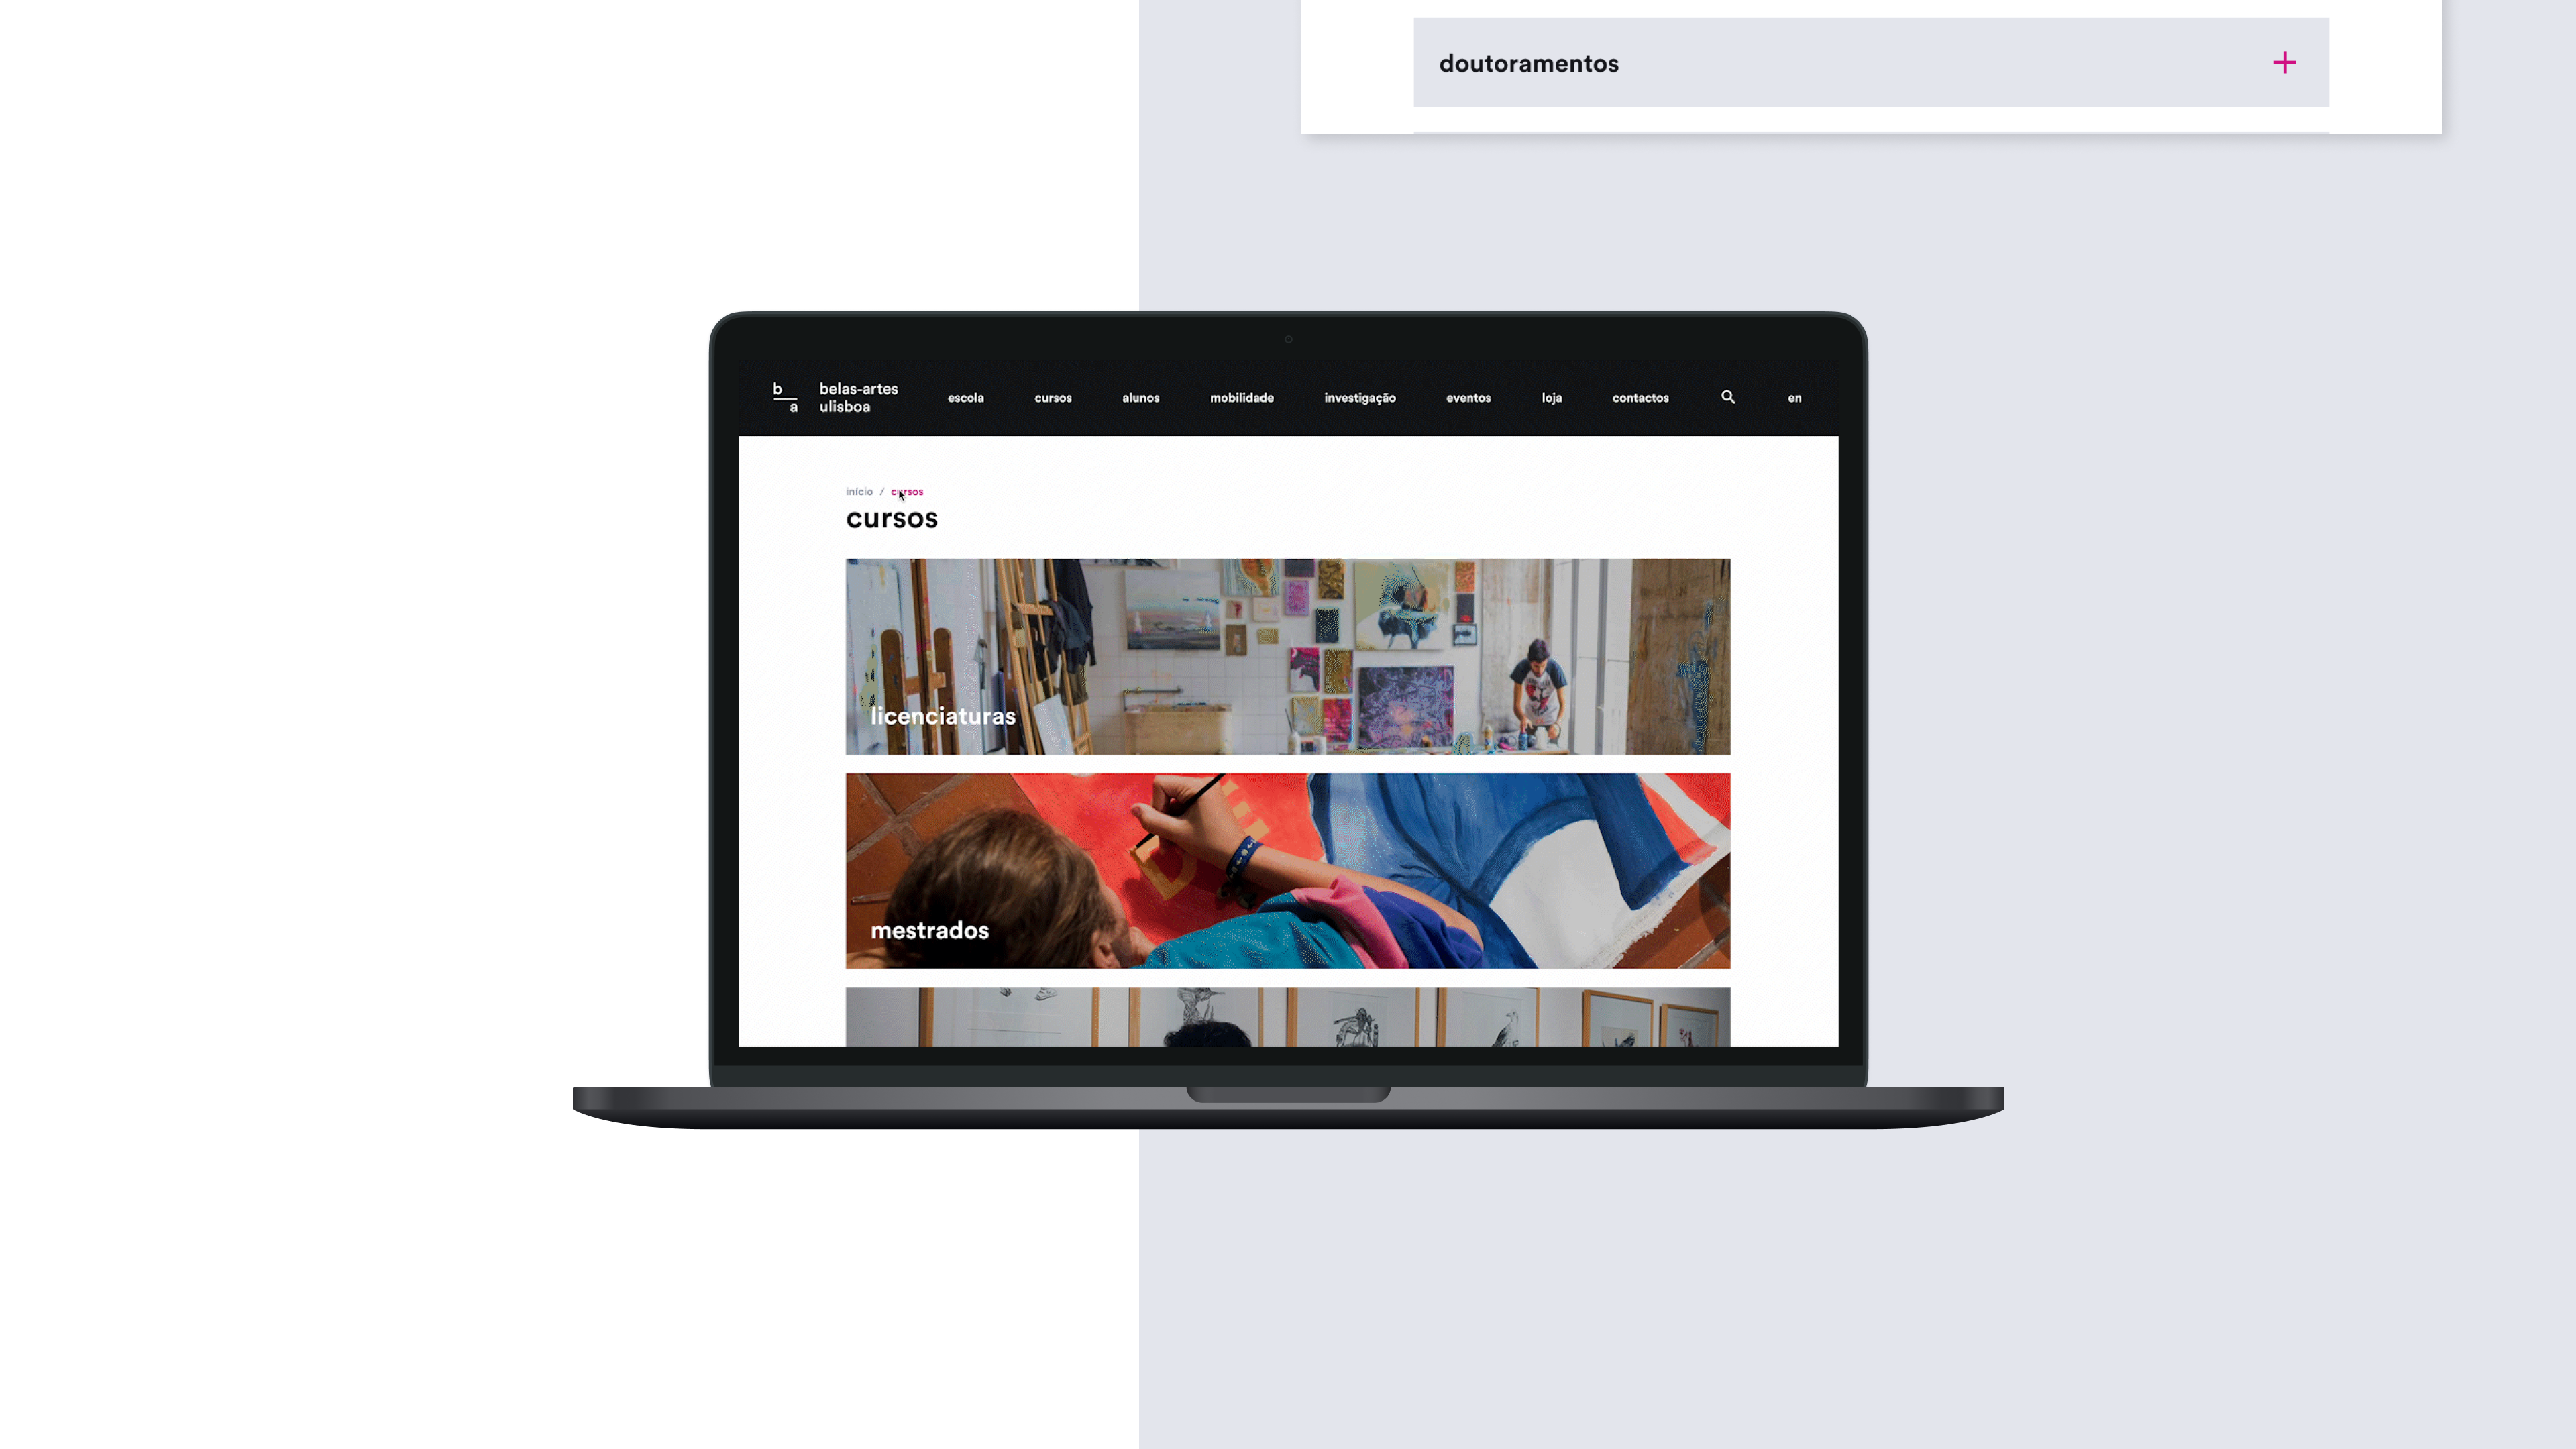 doutoramentos
b
a
belas-artes
ulisboa
escola cursos alunos mobilidade investigação eventos loja contactos en
início / cursos
cursos
licenciaturas
mestrados